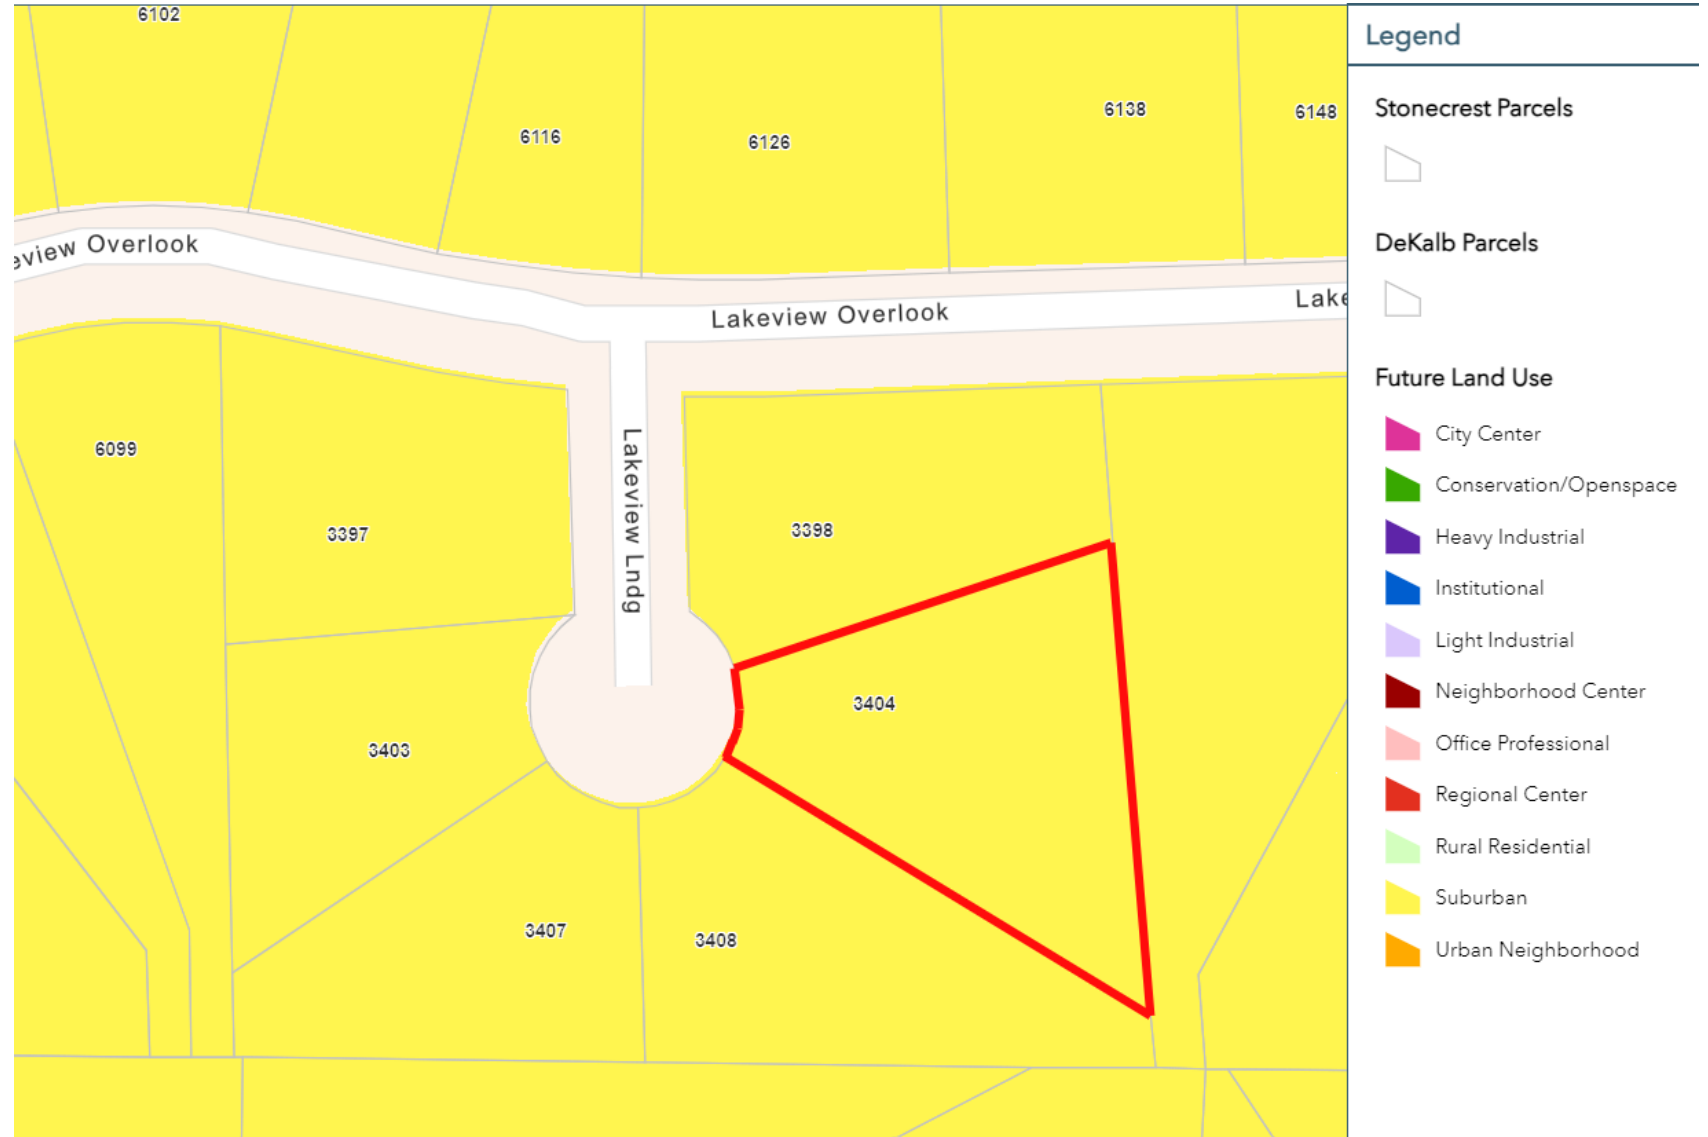 6102
6116
6126
6138
6148
eview Overlook
Lakeview Overlook
Lake
Lakeview Lndg
6099
3397
3398
3403
3404
3407
3408
Legend
Stonecrest Parcels
DeKalb Parcels
Future Land Use
City Center
Conservation/Openspace
Heavy Industrial
Institutional
Light Industrial
Neighborhood Center
Office Professional
Regional Center
Rural Residential
Suburban
Urban Neighborhood